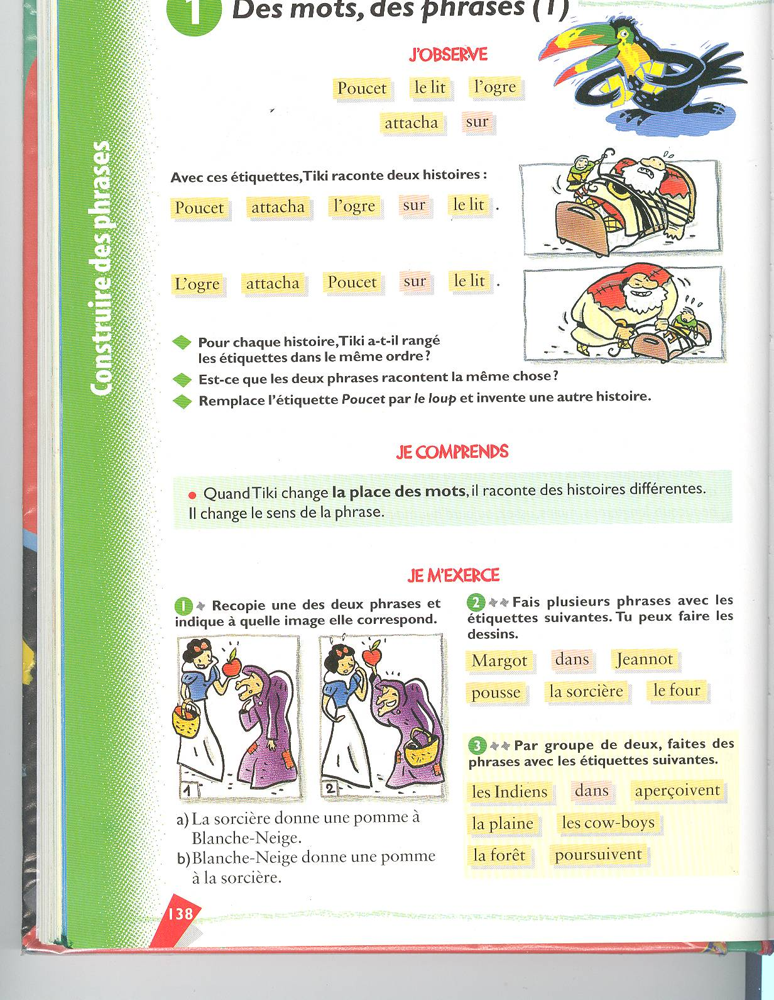 1 Des mots, des phrases (1)
J'OBSERVE
Poucet le lit l'ogre
attacha sur
Construire des phrases
Avec ces étiquettes, Tiki raconte deux histoires :
Poucet attacha l'ogre sur le lit .
L'ogre attacha Poucet sur le lit .
Pour chaque histoire, Tiki a-t-il rangé
les étiquettes dans le même ordre ?
Est-ce que les deux phrases racontent la même chose ?
Remplace l'étiquette Poucet par le loup et invente une autre histoire.
JE COMPRENDS
• Quand Tiki change la place des mots, il raconte des histoires différentes.
Il change le sens de la phrase.
JE M'EXERCE
1 Recopie une des deux phrases et
indique à quelle image elle correspond.
1
2
a) La sorcière donne une pomme à
Blanche-Neige.
b) Blanche-Neige donne une pomme
à la sorcière.
2 Fais plusieurs phrases avec les
étiquettes suivantes. Tu peux faire les
dessins.
Margot dans Jeannot
pousse la sorcière le four
3 Par groupe de deux, faites des
phrases avec les étiquettes suivantes.
les Indiens dans aperçoivent
la plaine les cow-boys
la forêt poursuivent
138